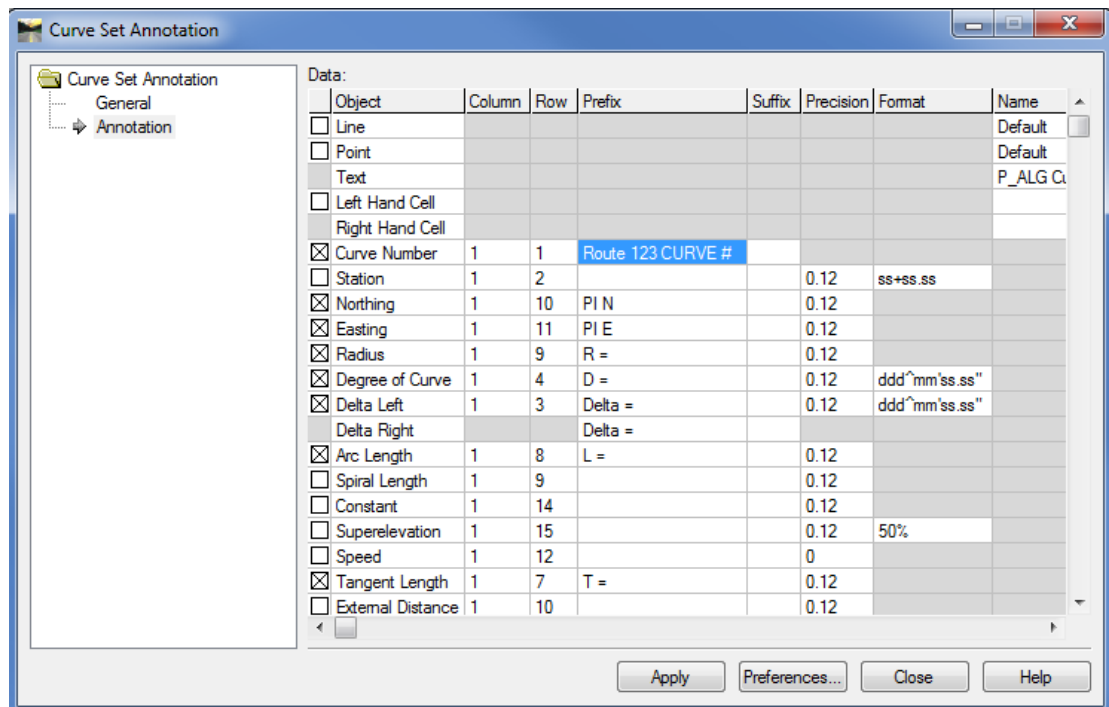 Curve Set Annotation
Curve Set Annotation
General
Annotation
Data:
Object Column Row Prefix Suffix Precision Format Name
Line Default
Point Default
Text P_ALG Cu
Left Hand Cell
Right Hand Cell
Curve Number 1 1 Route 123 CURVE #
Station 1 2 0.12 ss+ss.ss
Northing 1 10 PI N 0.12
Easting 1 11 PI E 0.12
Radius 1 9 R = 0.12
Degree of Curve 1 4 D = 0.12 ddd^mm'ss.ss"
Delta Left 1 3 Delta = 0.12 ddd^mm'ss.ss"
Delta Right Delta =
Arc Length 1 8 L = 0.12
Spiral Length 1 9 0.12
Constant 1 14 0.12
Superelevation 1 15 0.12 50%
Speed 1 12 0
Tangent Length 1 7 T = 0.12
External Distance 1 10 0.12
Apply Preferences... Close Help